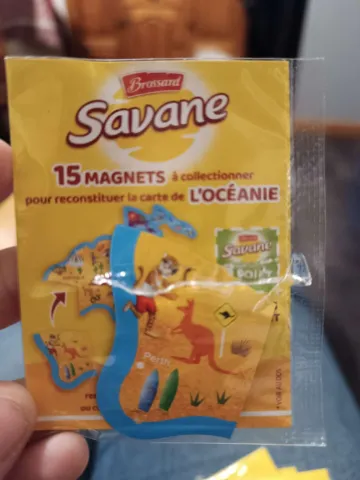 Brossard
Savane
15 MAGNETS à collectionner
pour reconstituer la carte de L'OCÉANIE
Savane
Perth